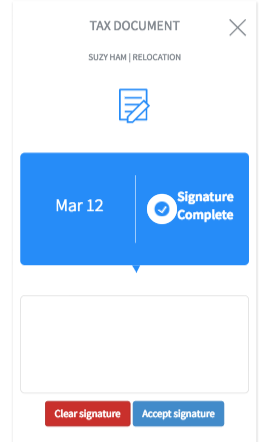 TAX DOCUMENT
SUZY HAM | RELOCATION
Mar 12
Signature
Complete
Clear signature
Accept signature